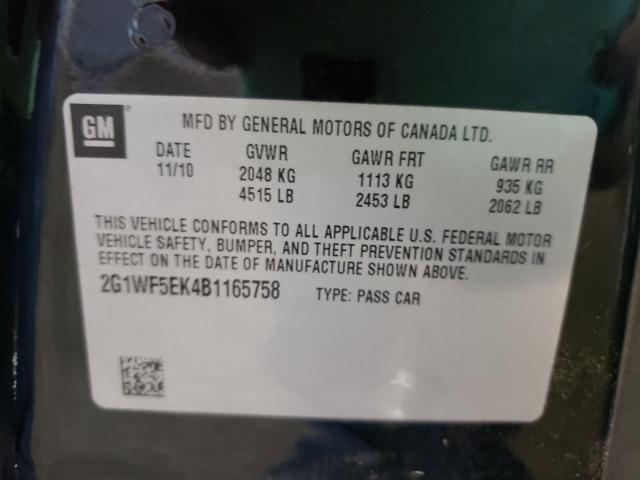 GM
MFD BY GENERAL MOTORS OF CANADA LTD.
DATE GVWR GAWR FRT GAWR RR
11/10 2048 KG 1113 KG 935 KG
4515 LB 2453 LB 2062 LB
THIS VEHICLE CONFORMS TO ALL APPLICABLE U.S. FEDERAL MOTOR
VEHICLE SAFETY, BUMPER, AND THEFT PREVENTION STANDARDS IN
EFFECT ON THE DATE OF MANUFACTURE SHOWN ABOVE.
2G1WF5EK4B1165758 TYPE: PASS CAR